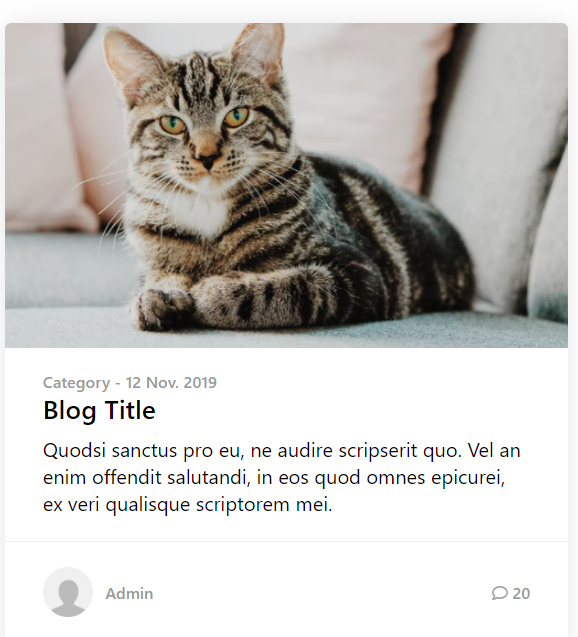 Category - 12 Nov. 2019
Blog Title
Quodsi sanctus pro eu, ne audire scripserit quo. Vel an
enim offendit salutandi, in eos quod omnes epicurei,
ex veri qualisque scriptorem mei.
Admin
20